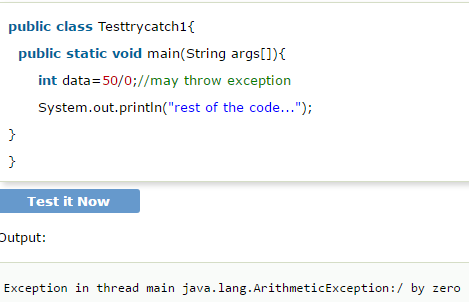 public class Testtrycatch1{
public static void main(String args[]){
int data=50/0;//may throw exception
System.out.println("rest of the code...");
}
}
Test it Now
Output:
Exception in thread main java.lang.ArithmeticException:/ by zero